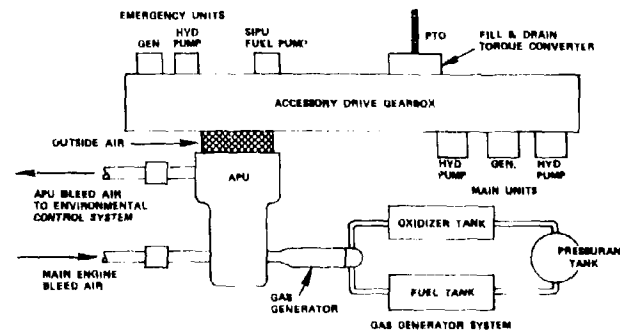 EMERGENCY UNITS
GEN
HYD
PUMP
SIPU
FUEL PUMP
PTO
FILL & DRAIN
TORQUE CONVERTER
ACCESSORY DRIVE GEARBOX
OUTSIDE AIR
APU
HYD
PUMP
GEN.
HYD
PUMP
MAIN UNITS
APU BLEED AIR
TO ENVIRONMENTAL
CONTROL SYSTEM
OXIDIZER TANK
PRESSURANT
TANK
MAIN ENGINE
BLEED AIR
GAS
GENERATOR
FUEL TANK
GAS GENERATOR SYSTEM